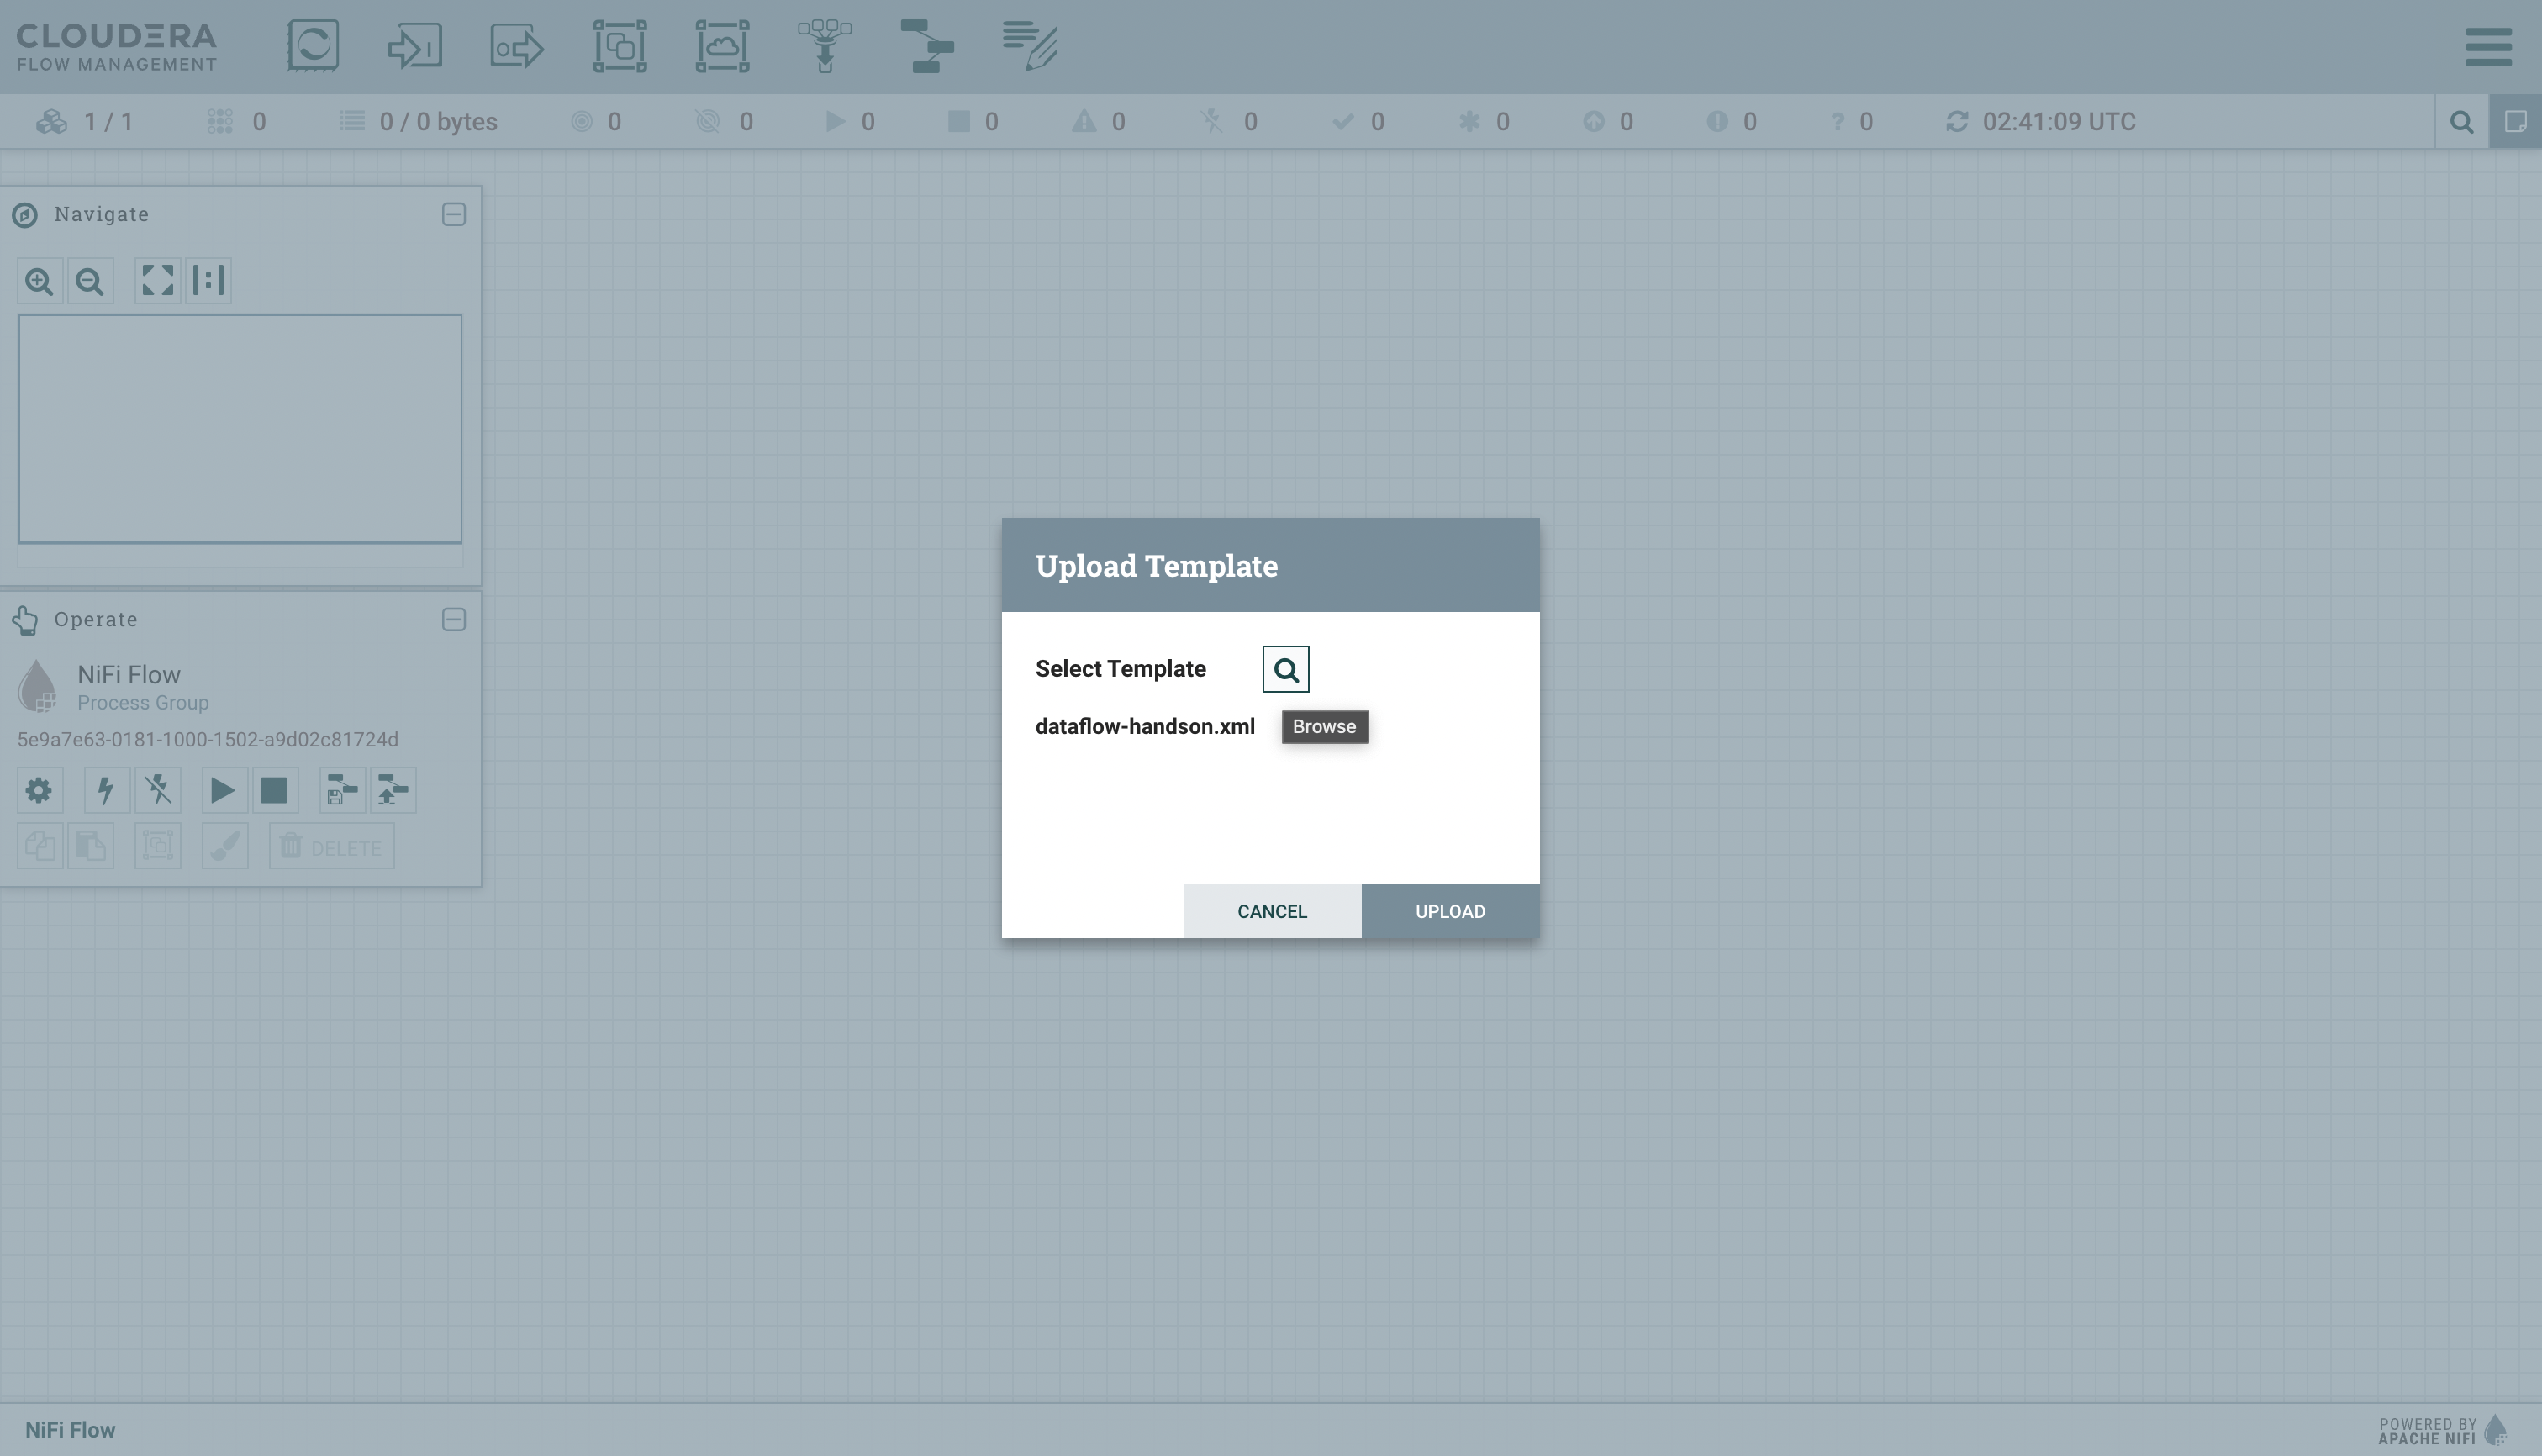 CLOUDERA
FLOW MANAGEMENT
1 / 1
0
0 / 0 bytes
0
0
0
0
0
0
0
0
0
0
0
02:41:09 UTC
Navigate
Operate
NiFi Flow
Process Group
5e9a7e63-0181-1000-1502-a9d02c81724d
DELETE
Upload Template
Select Template
dataflow-handson.xml
Browse
CANCEL
UPLOAD
NiFi Flow
POWERED BY
APACHE NIFI